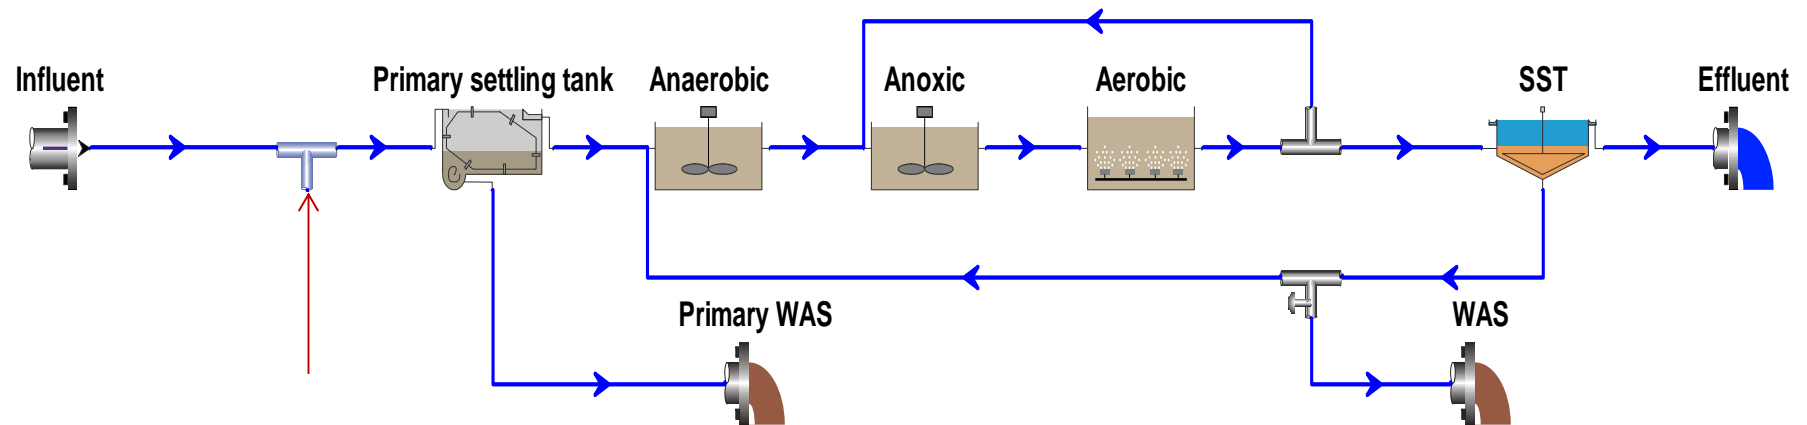 Influent
Primary settling tank
Anaerobic
Anoxic
Aerobic
SST
Effluent
Primary WAS
WAS